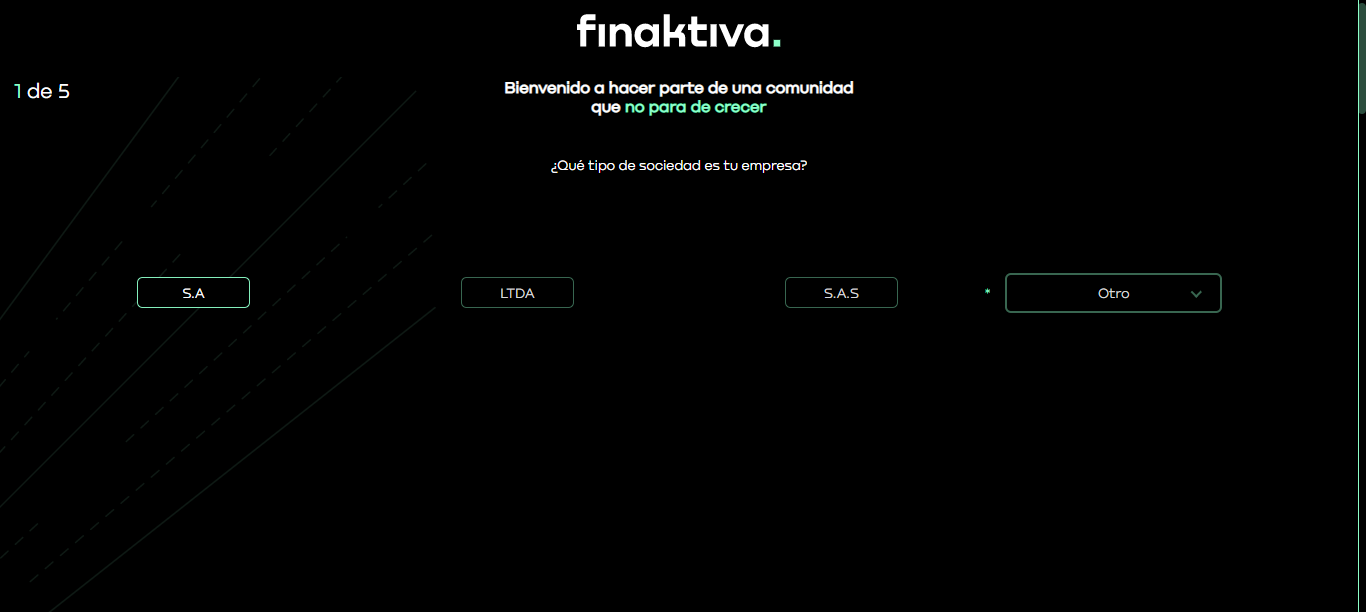 finaktiva.
1 de 5
Bienvenido a hacer parte de una comunidad
que no para de crecer
¿Qué tipo de sociedad es tu empresa?
S.A
LTDA
S.A.S
* Otro